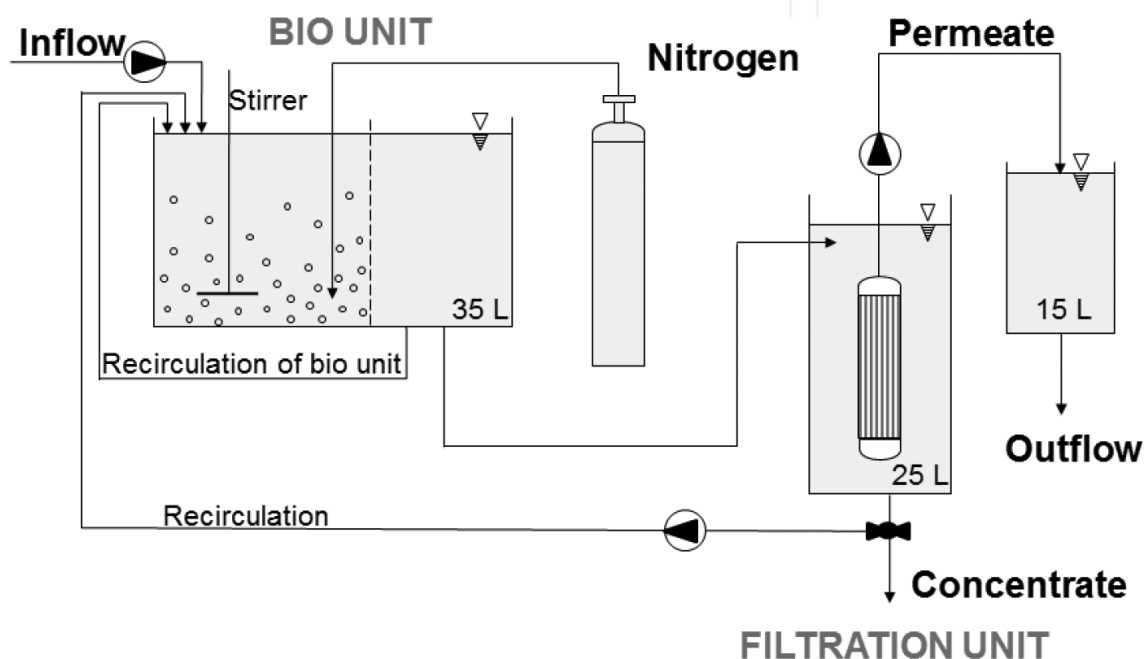 BIO UNIT
Inflow
Permeate
Nitrogen
Stirrer
35 L
15 L
Recirculation of bio unit
Outflow
25 L
Recirculation
Concentrate
FILTRATION UNIT